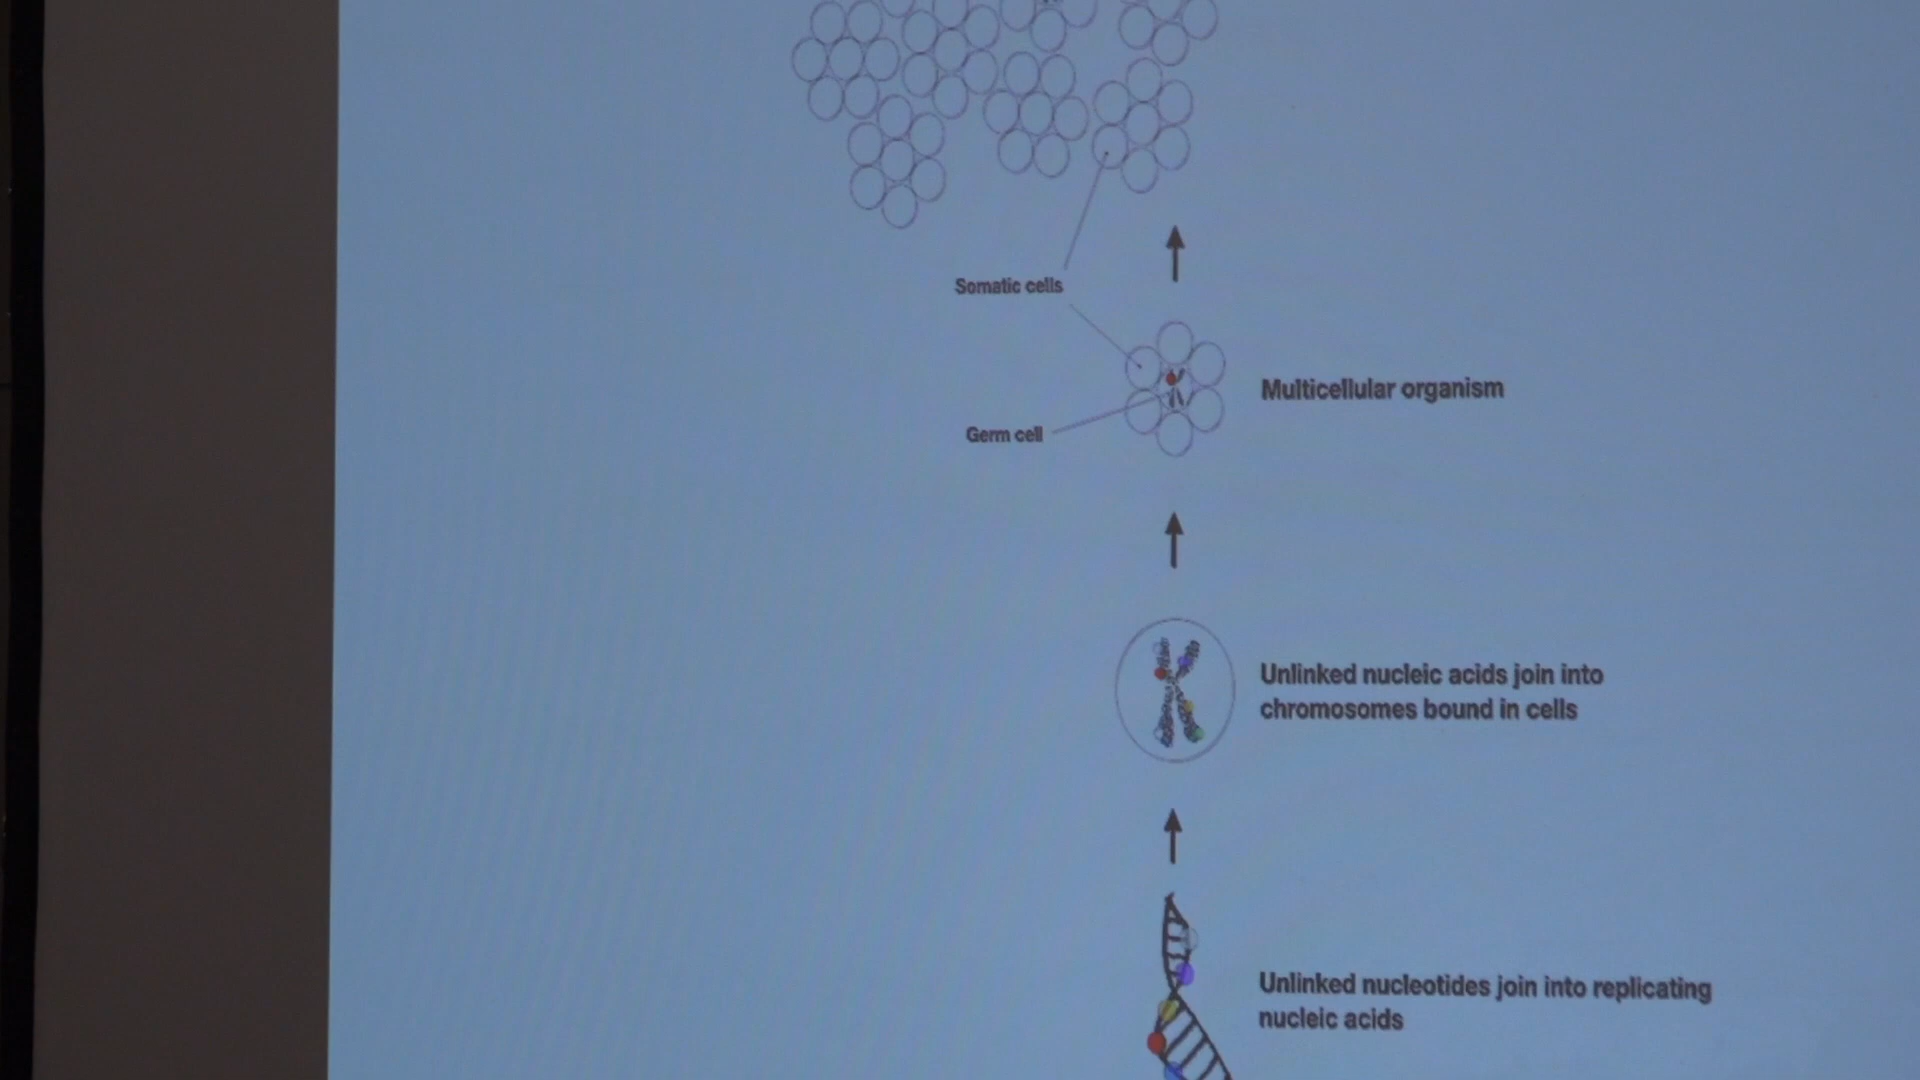 Somatic cells
Multicellular organism
Germ cell
Unlinked nucleic acids join into
chromosomes bound in cells
Unlinked nucleotides join into replicating
nucleic acids